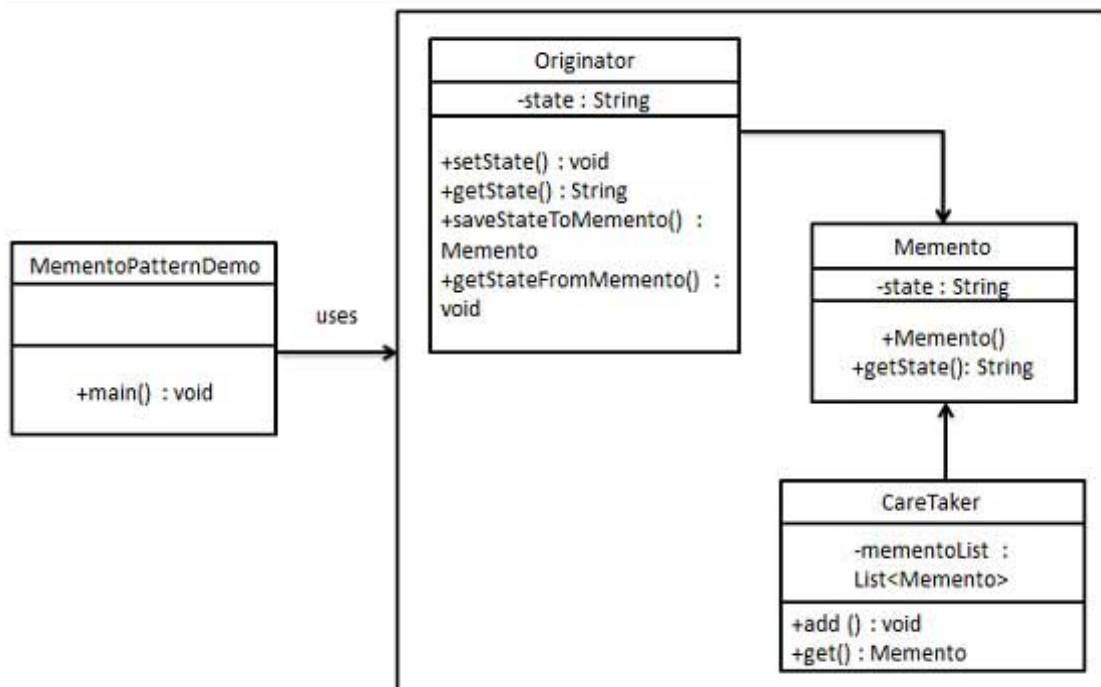 Originator
-state : String
+setState() : void
+getState() : String
+saveStateToMemento() :
Memento
+getStateFromMemento() :
void
MementoPatternDemo
+main() : void
uses
Memento
-state : String
+Memento()
+getState(): String
CareTaker
-mementoList :
List<Memento>
+add () : void
+get() : Memento